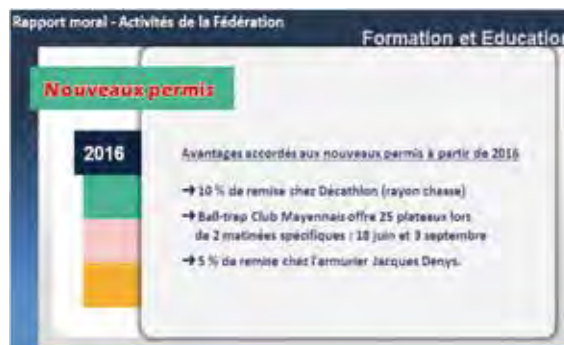 Rapport moral - Activités de la Fédération
Formation et Education
Nouveaux permis
2016
Avantages accordés aux nouveaux permis à partir de 2016
➔ 10 % de remise chez Décathlon (rayon chasse)
➔ Ball-trap Club Mayennais offre 25 plateaux lors
de 2 matinées spécifiques : 18 juin et 3 septembre
➔ 5 % de remise chez l'armurier Jacques Denys.